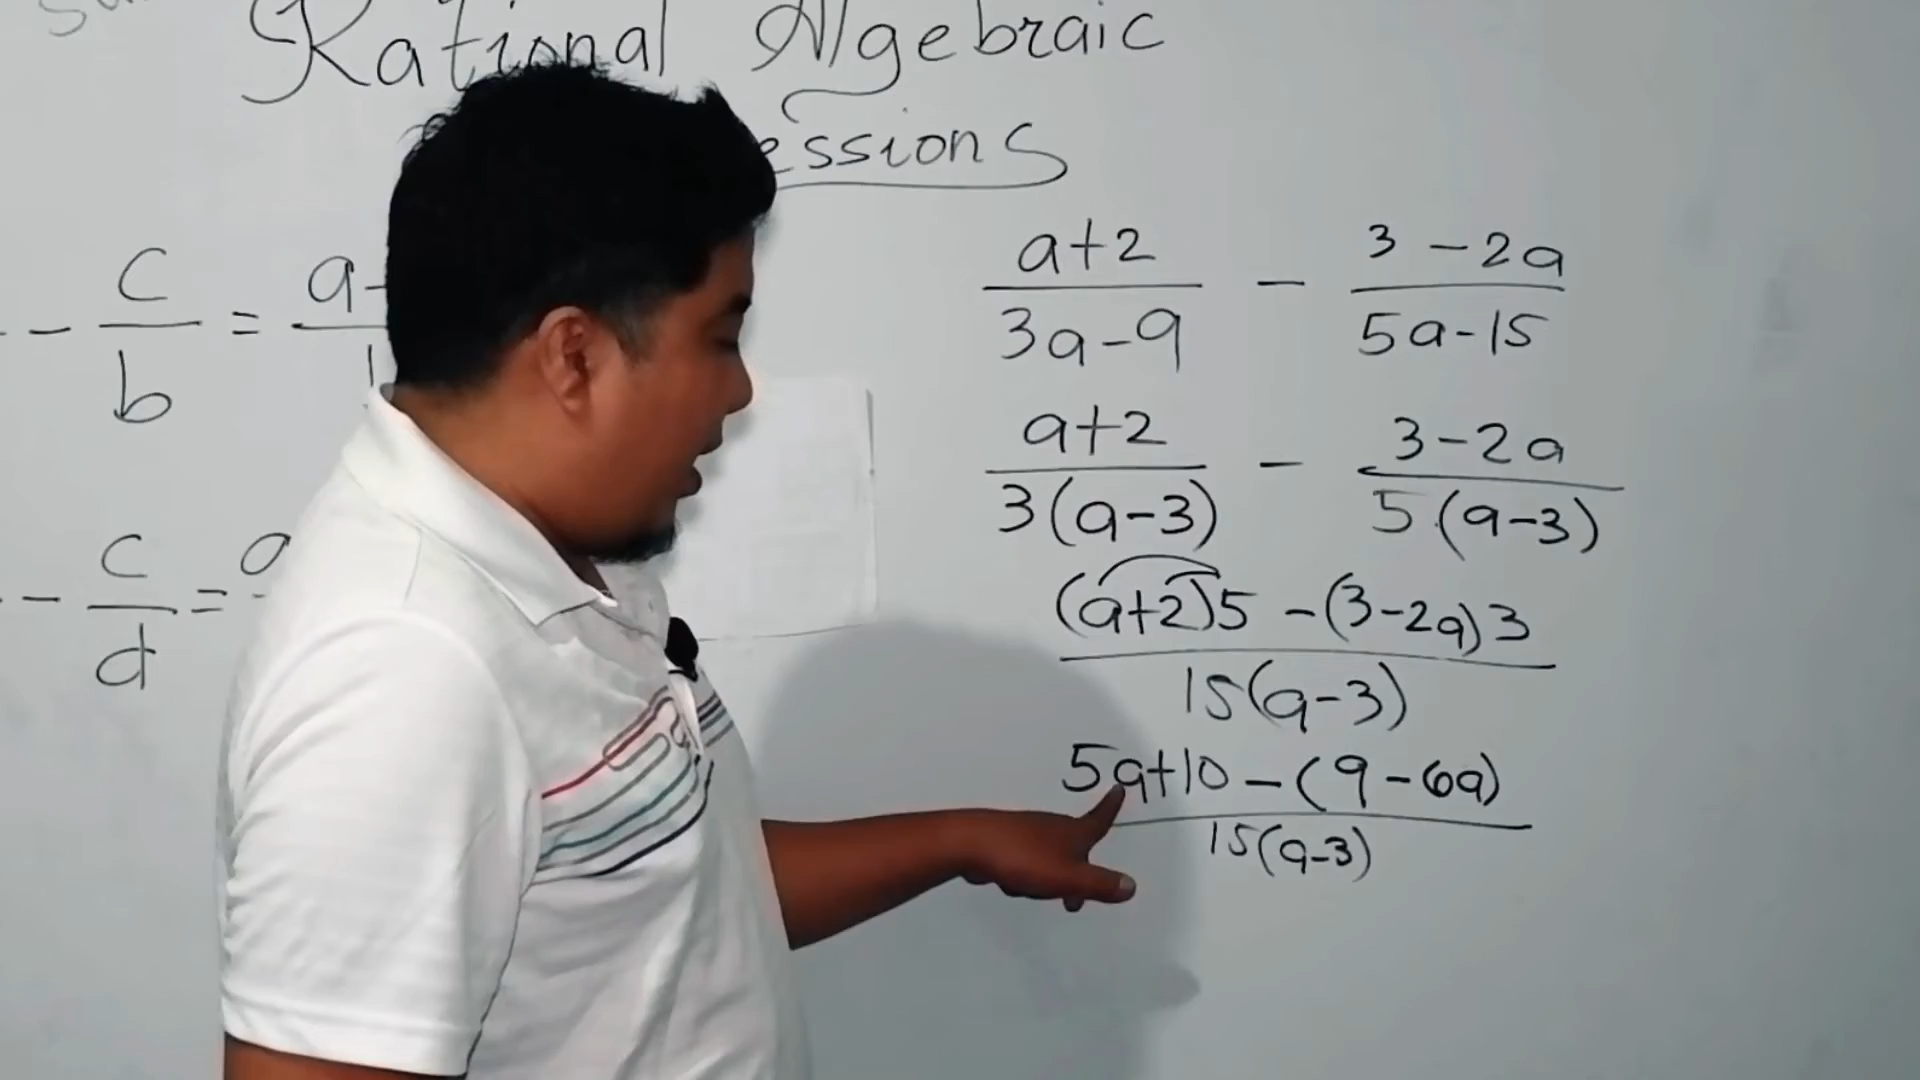 Rational Algebraic
essions
- c/b = a-
- c/d = a
a+2/3a-9 - 3-2a/5a-15
a+2/3(a-3) - 3-2a/5(a-3)
(a+2)5 - (3-2a)3
15(a-3)
5a+10 - (9-6a)
15(a-3)